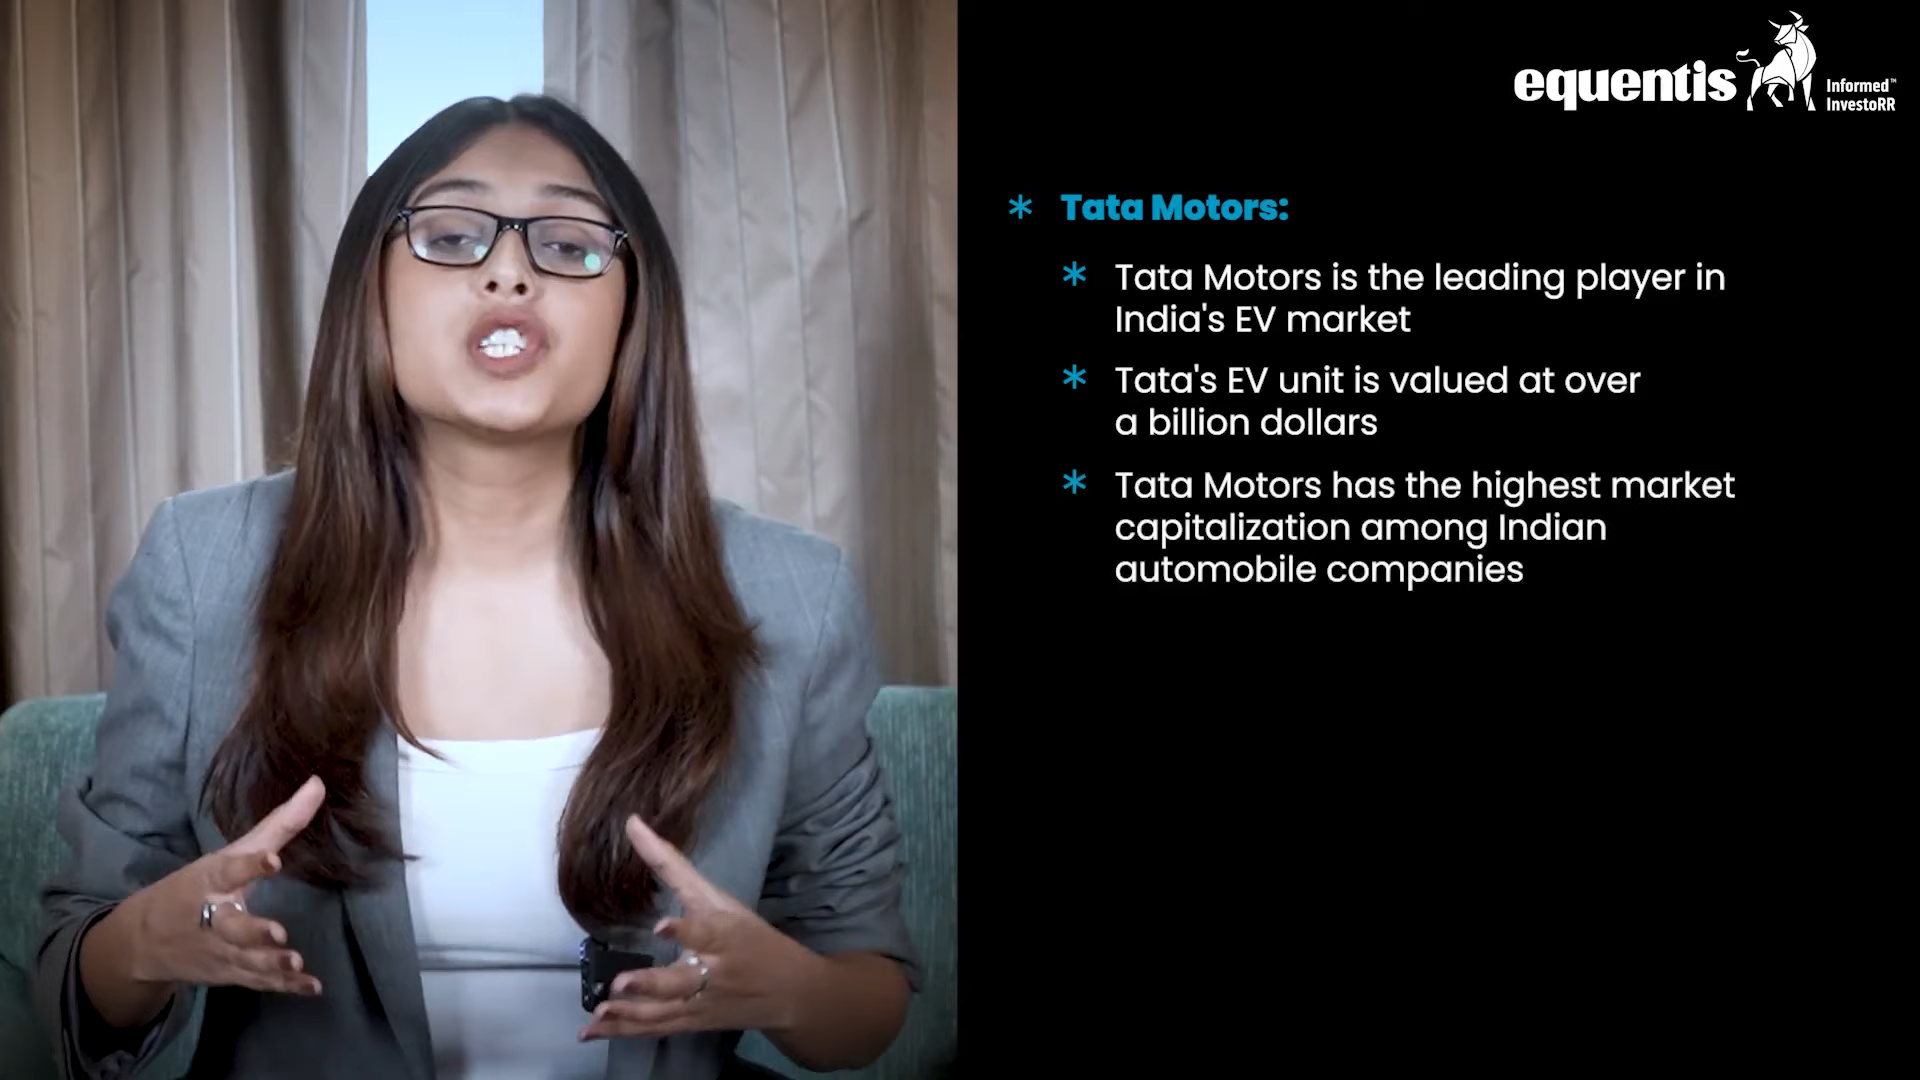 equentis
Informed™
InvestoRR
* Tata Motors:
* Tata Motors is the leading player in
India's EV market
* Tata's EV unit is valued at over
a billion dollars
* Tata Motors has the highest market
capitalization among Indian
automobile companies